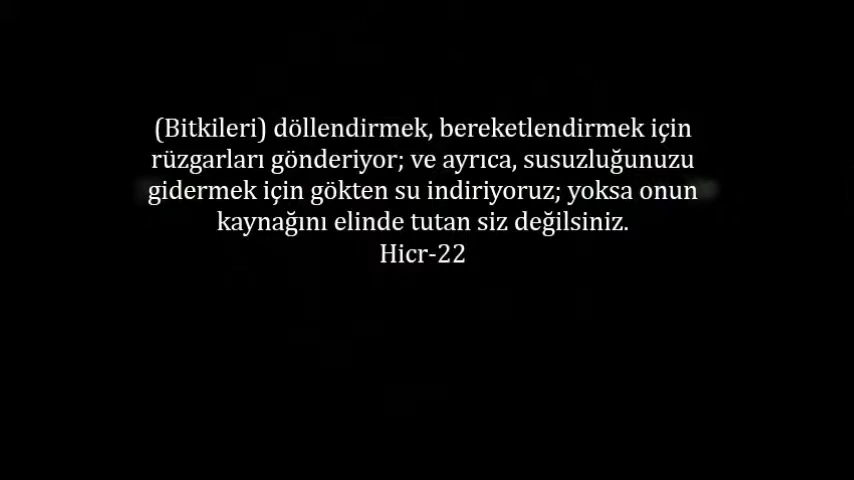 (Bitkileri) döllendirmek, bereketlendirmek için
rüzgarları gönderiyor; ve ayrıca, susuzluğunuzu
gidermek için gökten su indiriyoruz; yoksa onun
kaynağını elinde tutan siz değilsiniz.
Hicr-22